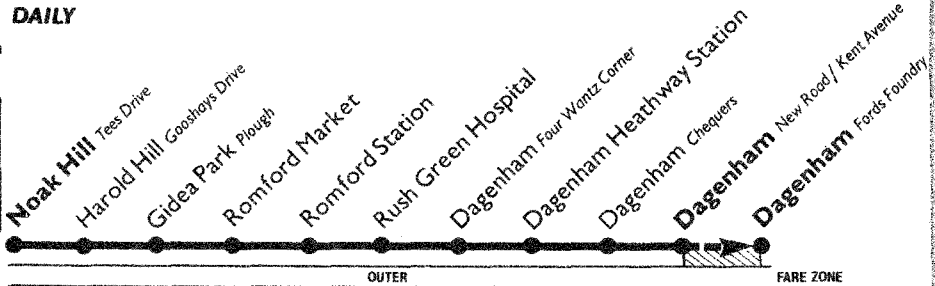 DAILY
Noak Hill Tees Drive
Harold Hill Gooshays Drive
Gidea Park Plough
Romford Market
Romford Station
Rush Green Hospital
Dagenham Four Wantz Corner
Dagenham Heathway Station
Dagenham Chequers
Dagenham New Road / Kent Avenue
Dagenham Fords Foundry
OUTER
FARE ZONE